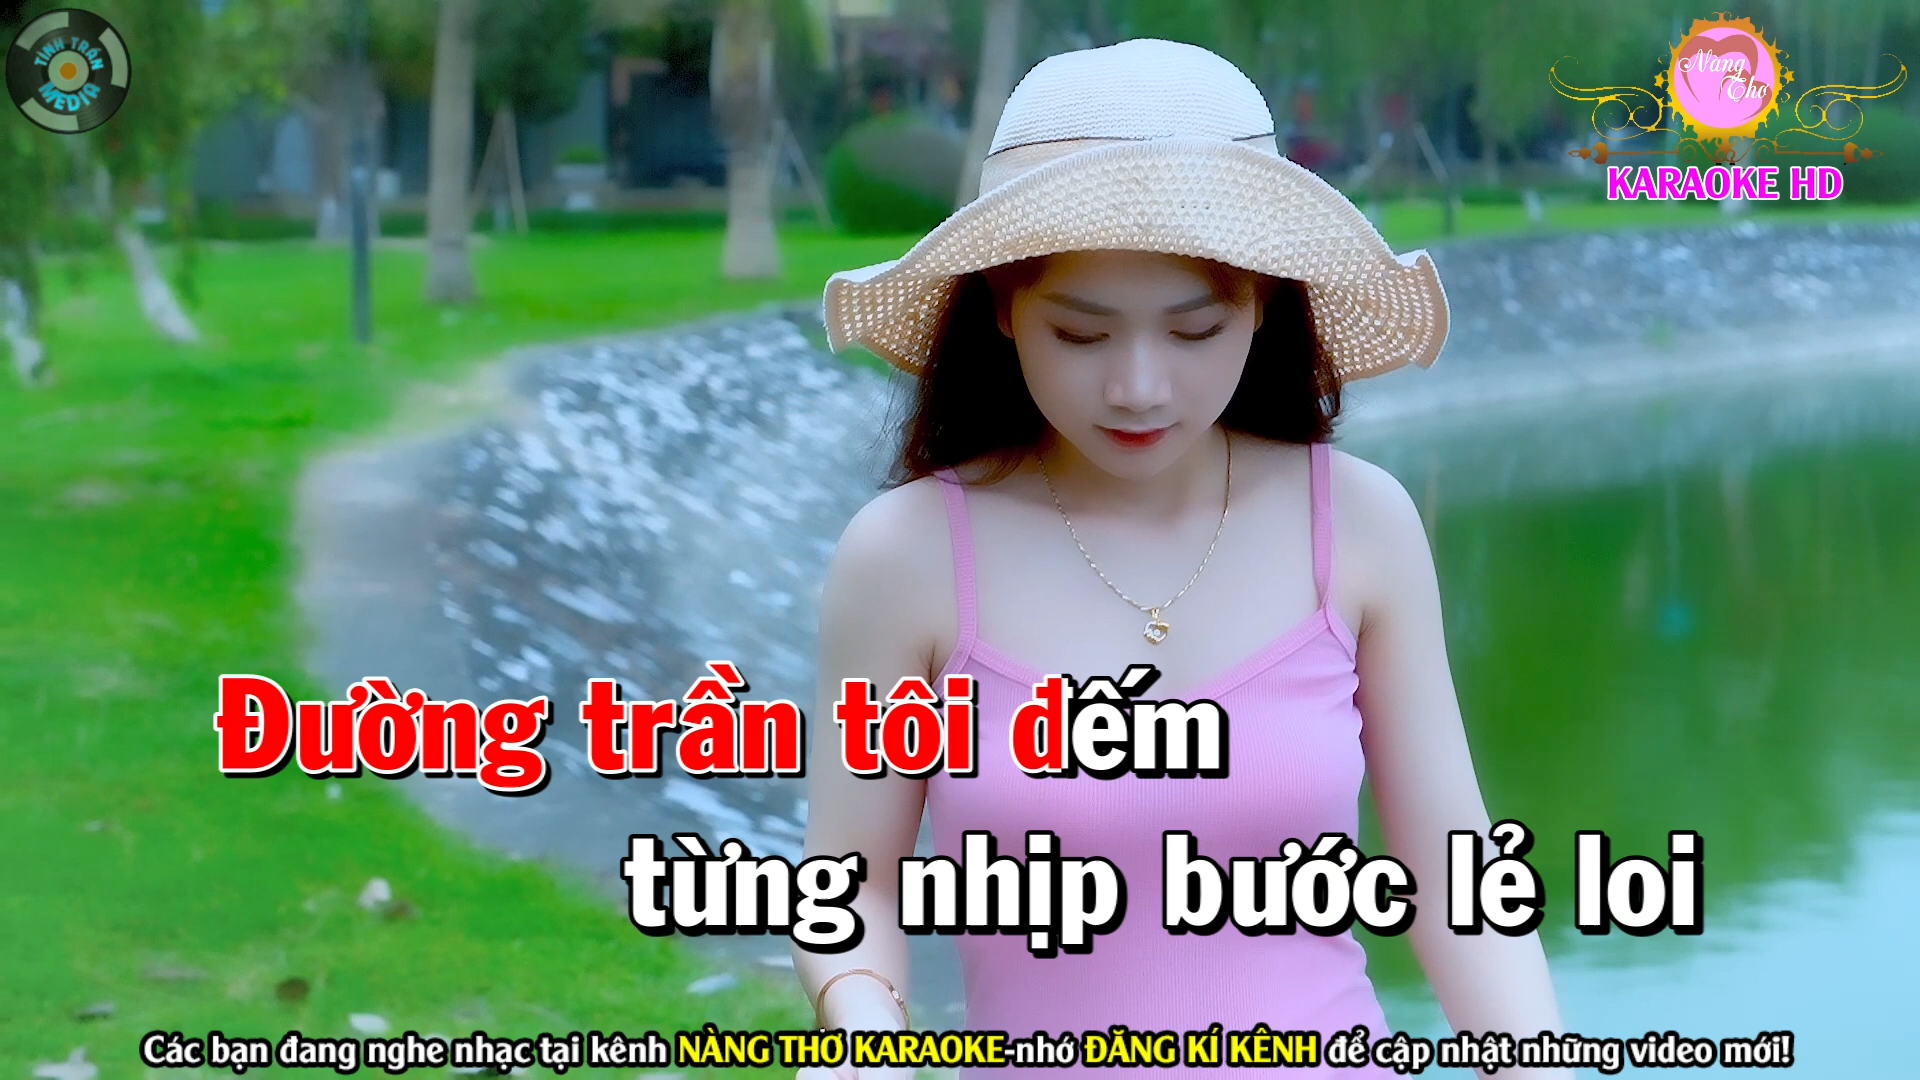 TÌNH TRẦN
MEDIA
Nàng
Thơ
KARAOKE HD
Đường trần tôi đếm
từng nhịp bước lẻ loi
Các bạn đang nghe nhạc tại kênh NÀNG THƠ KARAOKE-nhớ ĐĂNG KÍ KÊNH để cập nhật những video mới!